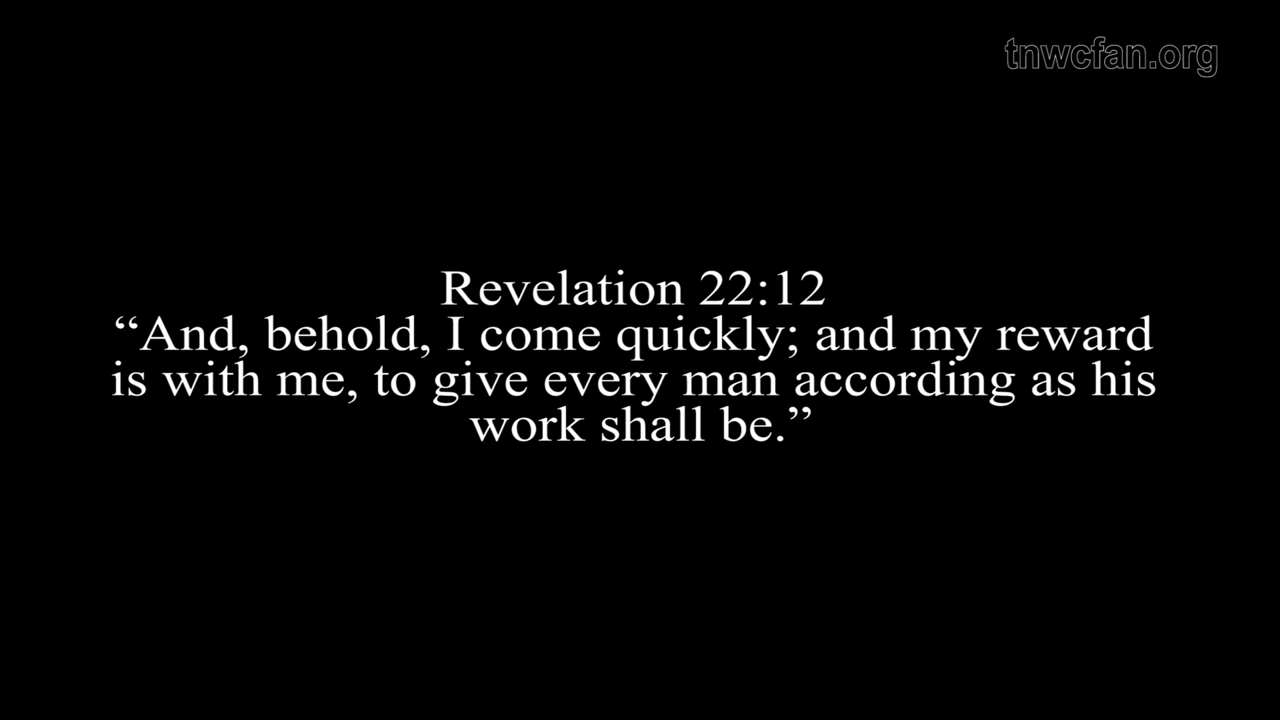 tnwcfan.org
Revelation 22:12
“And, behold, I come quickly; and my reward
is with me, to give every man according as his
work shall be.”